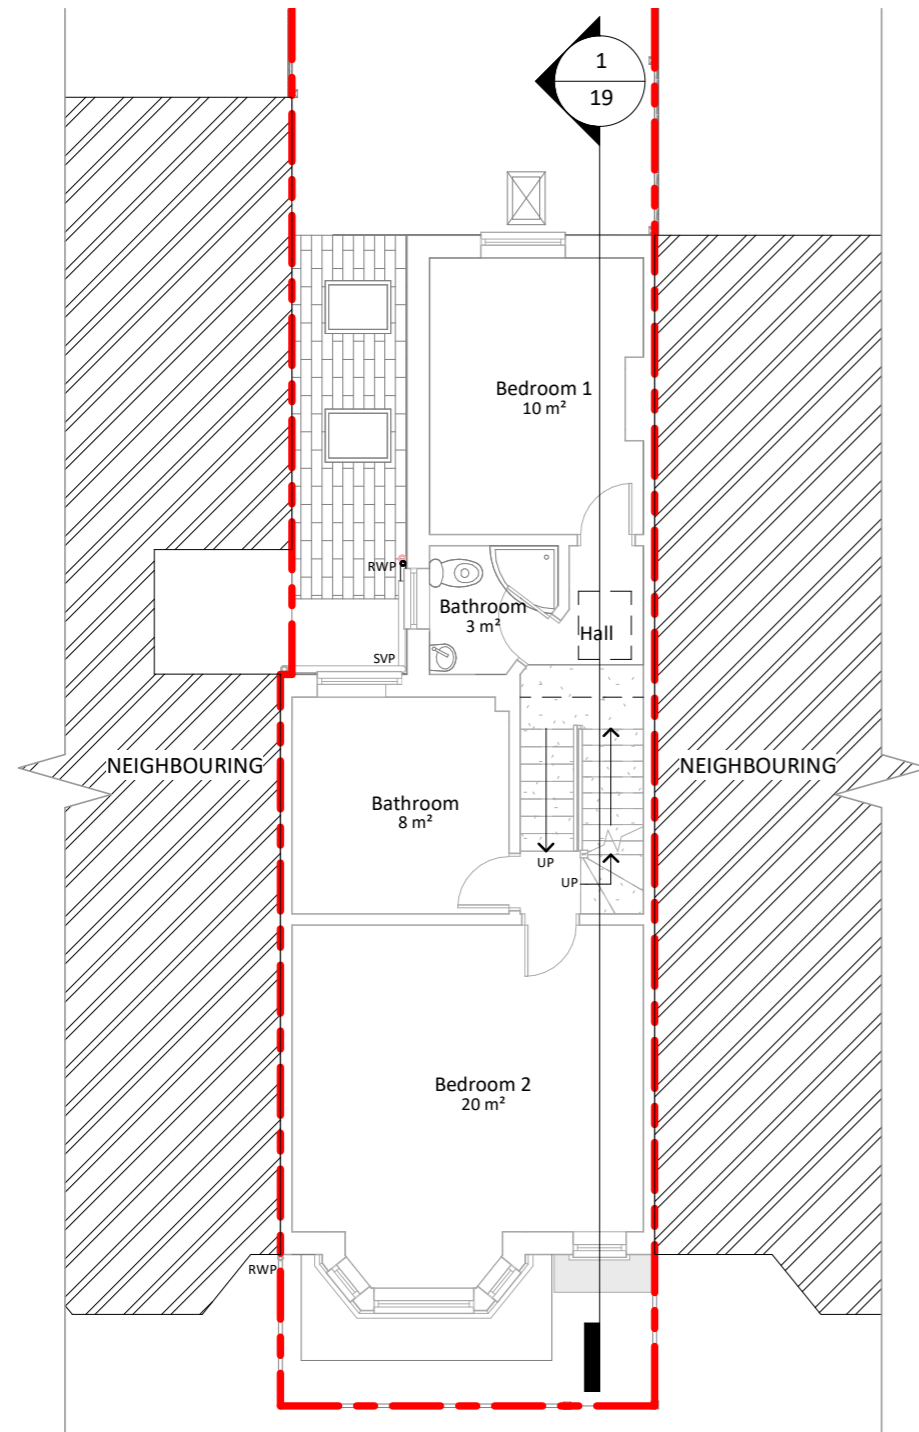 1
19
Bedroom 1
10 m²
RWP
Bathroom
3 m²
Hall
SVP
NEIGHBOURING
NEIGHBOURING
Bathroom
8 m²
UP
UP
Bedroom 2
20 m²
RWP